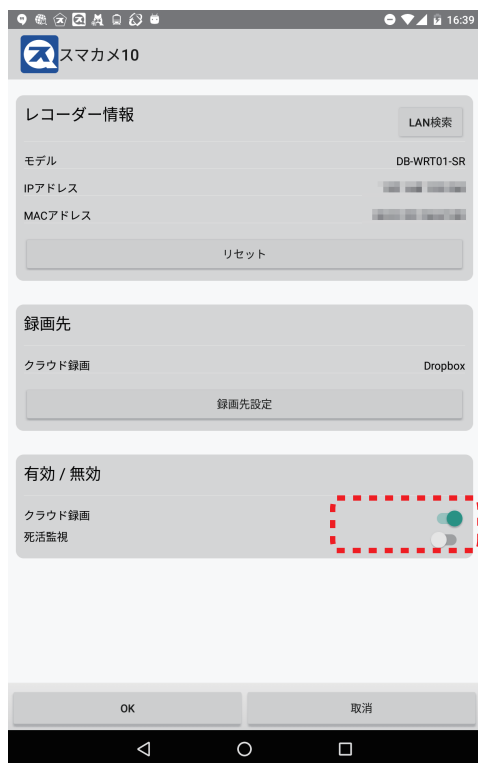 16:39
スマカメ10
レコーダー情報
LAN検索
モデル DB-WRT01-SR
IPアドレス
MACアドレス
リセット
録画先
クラウド録画 Dropbox
録画先設定
有効 / 無効
クラウド録画
死活監視
OK 取消